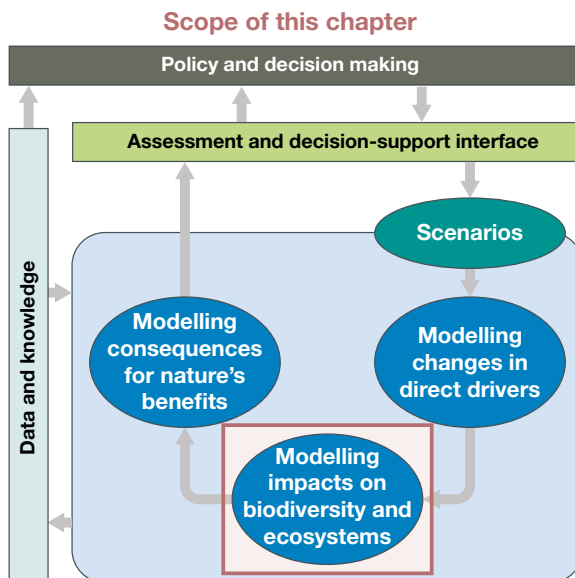 Scope of this chapter
Policy and decision making
Assessment and decision-support interface
Scenarios
Data and knowledge
Modelling
consequences
for nature's
benefits
Modelling
changes in
direct drivers
Modelling
impacts on
biodiversity and
ecosystems